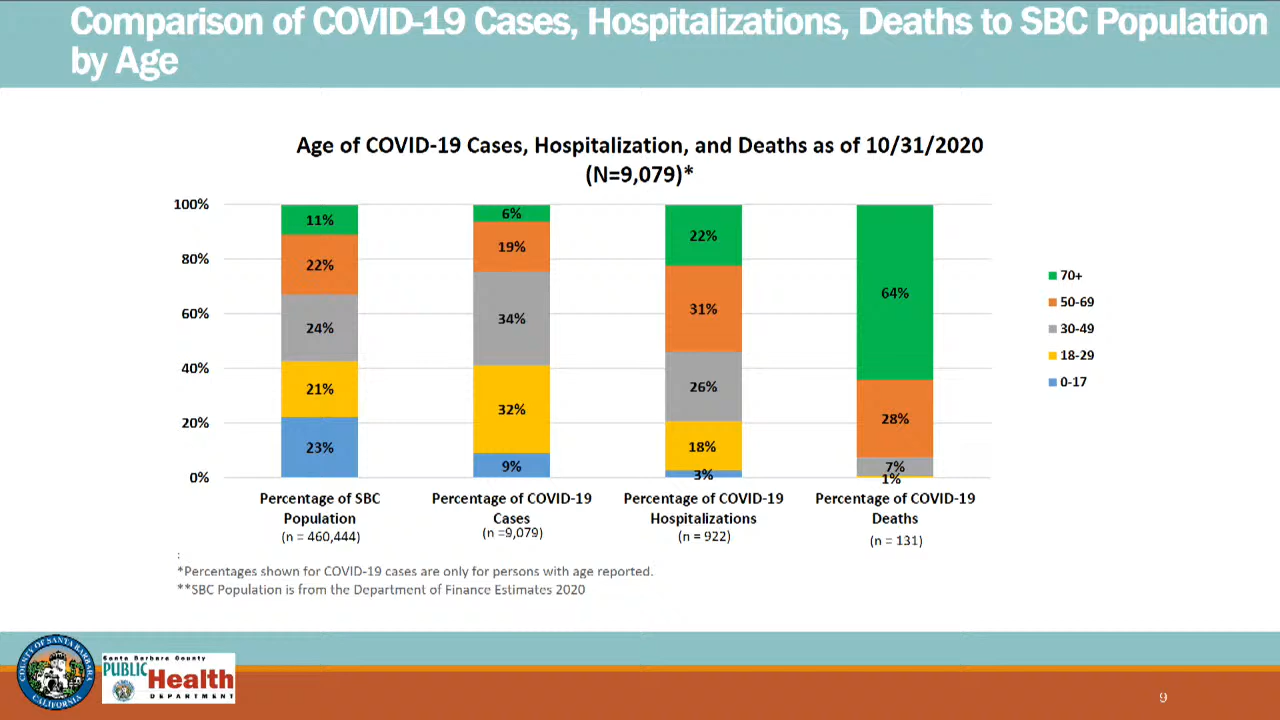 Comparison of COVID-19 Cases, Hospitalizations, Deaths to SBC Population
by Age
Age of COVID-19 Cases, Hospitalization, and Deaths as of 10/31/2020
(N=9,079)*
100%
80%
60%
40%
20%
0%
11%
22%
24%
21%
23%
6%
19%
34%
32%
9%
22%
31%
26%
18%
3%
64%
28%
7%
1%
Percentage of SBC
Population
(n = 460,444)
Percentage of COVID-19
Cases
(n =9,079)
Percentage of COVID-19
Hospitalizations
(n = 922)
Percentage of COVID-19
Deaths
(n = 131)
70+
50-69
30-49
18-29
0-17
:
*Percentages shown for COVID-19 cases are only for persons with age reported.
**SBC Population is from the Department of Finance Estimates 2020
COUNTY OF SANTA BARBARA
CALIFORNIA
Santa Barbara County
PUBLIC
Health
DEPARTMENT
9